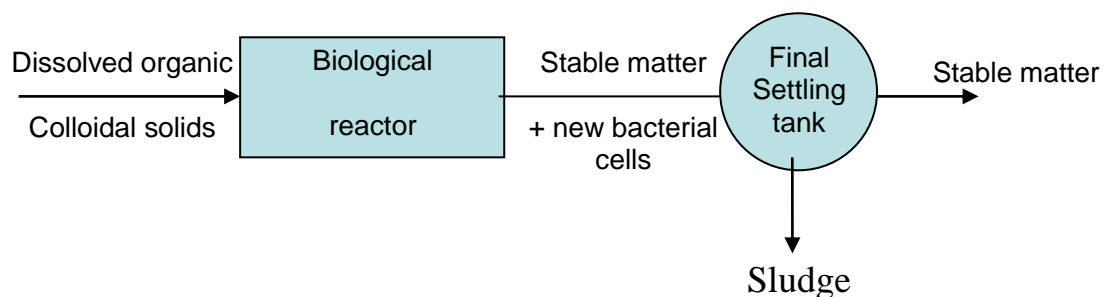 Dissolved organic
Colloidal solids
Biological
reactor
Stable matter
+ new bacterial
cells
Final
Settling
tank
Stable matter
Sludge